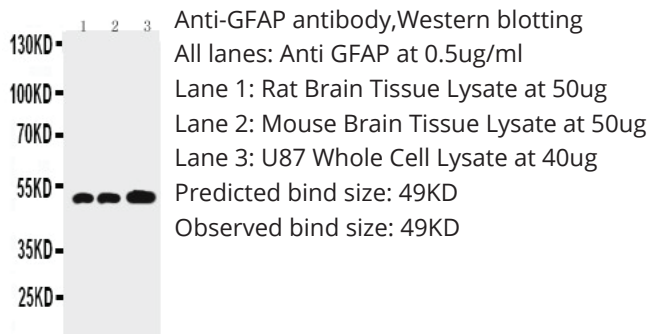 1 2 3
130KD
100KD
70KD
55KD
35KD
25KD
Anti-GFAP antibody,Western blotting
All lanes: Anti GFAP at 0.5ug/ml
Lane 1: Rat Brain Tissue Lysate at 50ug
Lane 2: Mouse Brain Tissue Lysate at 50ug
Lane 3: U87 Whole Cell Lysate at 40ug
Predicted bind size: 49KD
Observed bind size: 49KD